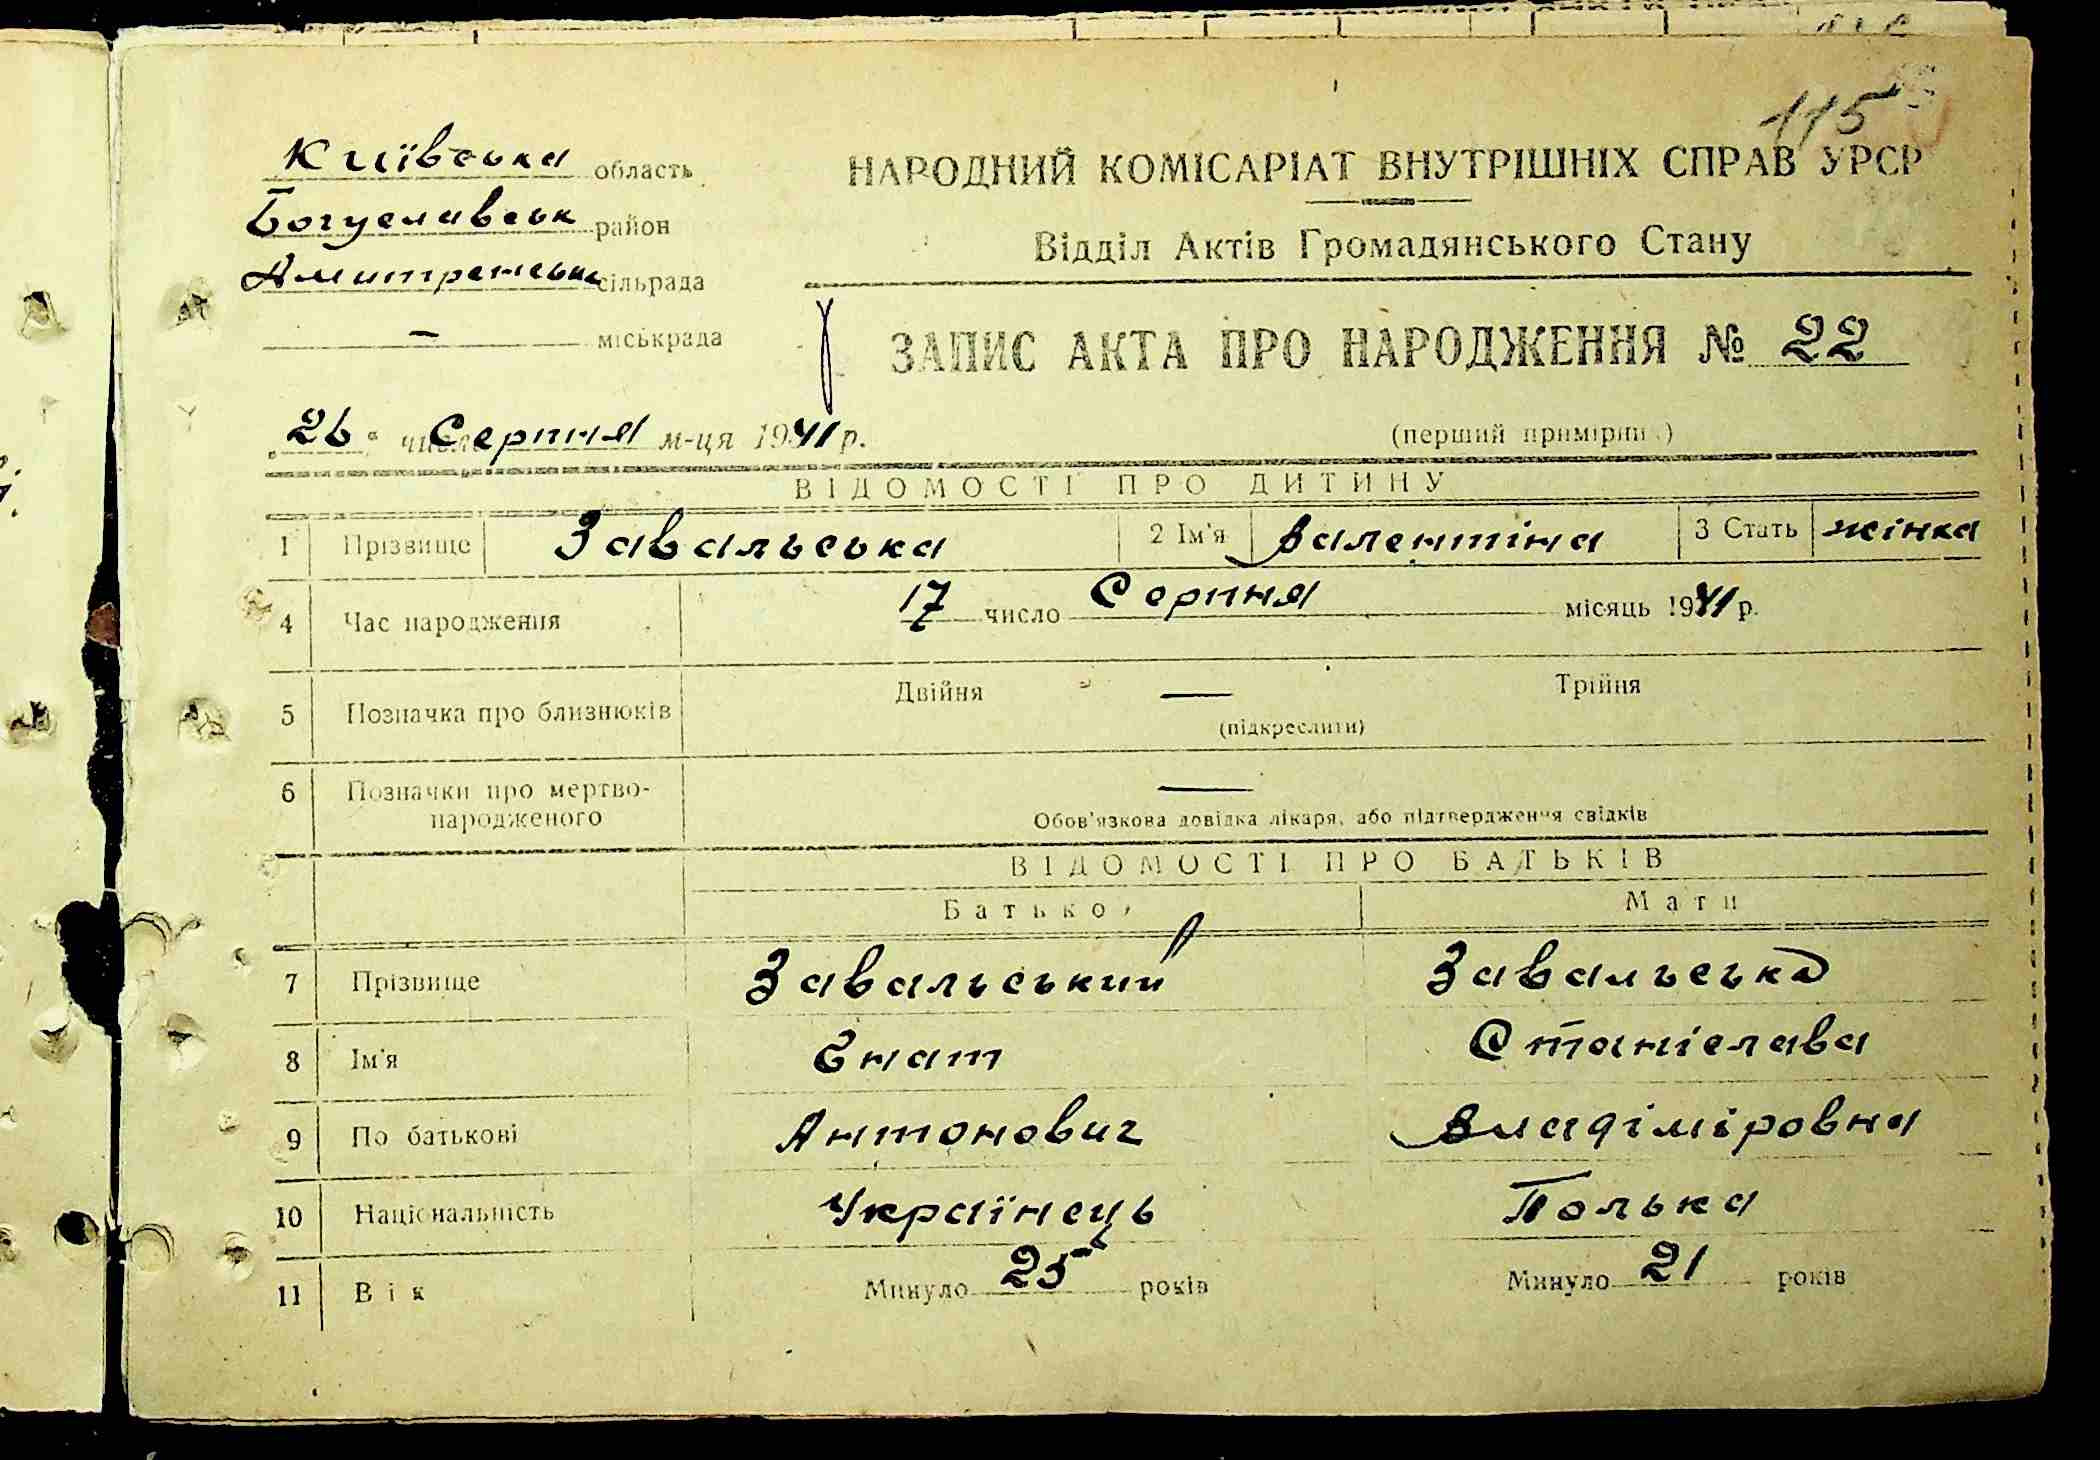 115
Київська область
Богуславськ район
Дмитренська сільрада
— міськрада
НАРОДНИЙ КОМІСАРІАТ ВНУТРІШНІХ СПРАВ УРСР
Відділ Актів Громадянського Стану
ЗАПИС АКТА ПРО НАРОДЖЕННЯ № 22
„26" числа Серпня м-ця 1941 р.
(перший примірник)
ВІДОМОСТІ ПРО ДИТИНУ
1 Прізвище Завальська 2 Ім'я Валентіна 3 Стать жінка
4 Час народження 17 число Серпня місяць 1941 р.
5 Позначка про близнюків Двійня — Трійня
(підкреслити)
6 Позначки про мертво-
народженого —
Обов'язкова довідка лікаря, або підтвердження свідків
ВІДОМОСТІ ПРО БАТЬКІВ
Батько Мати
7 Прізвище Завальський Завальська
8 Ім'я Гнат Станіслава
9 По батькові Антонович Владіміровна
10 Національність Українець Полька
11 Вік Минуло 25 років Минуло 21 років